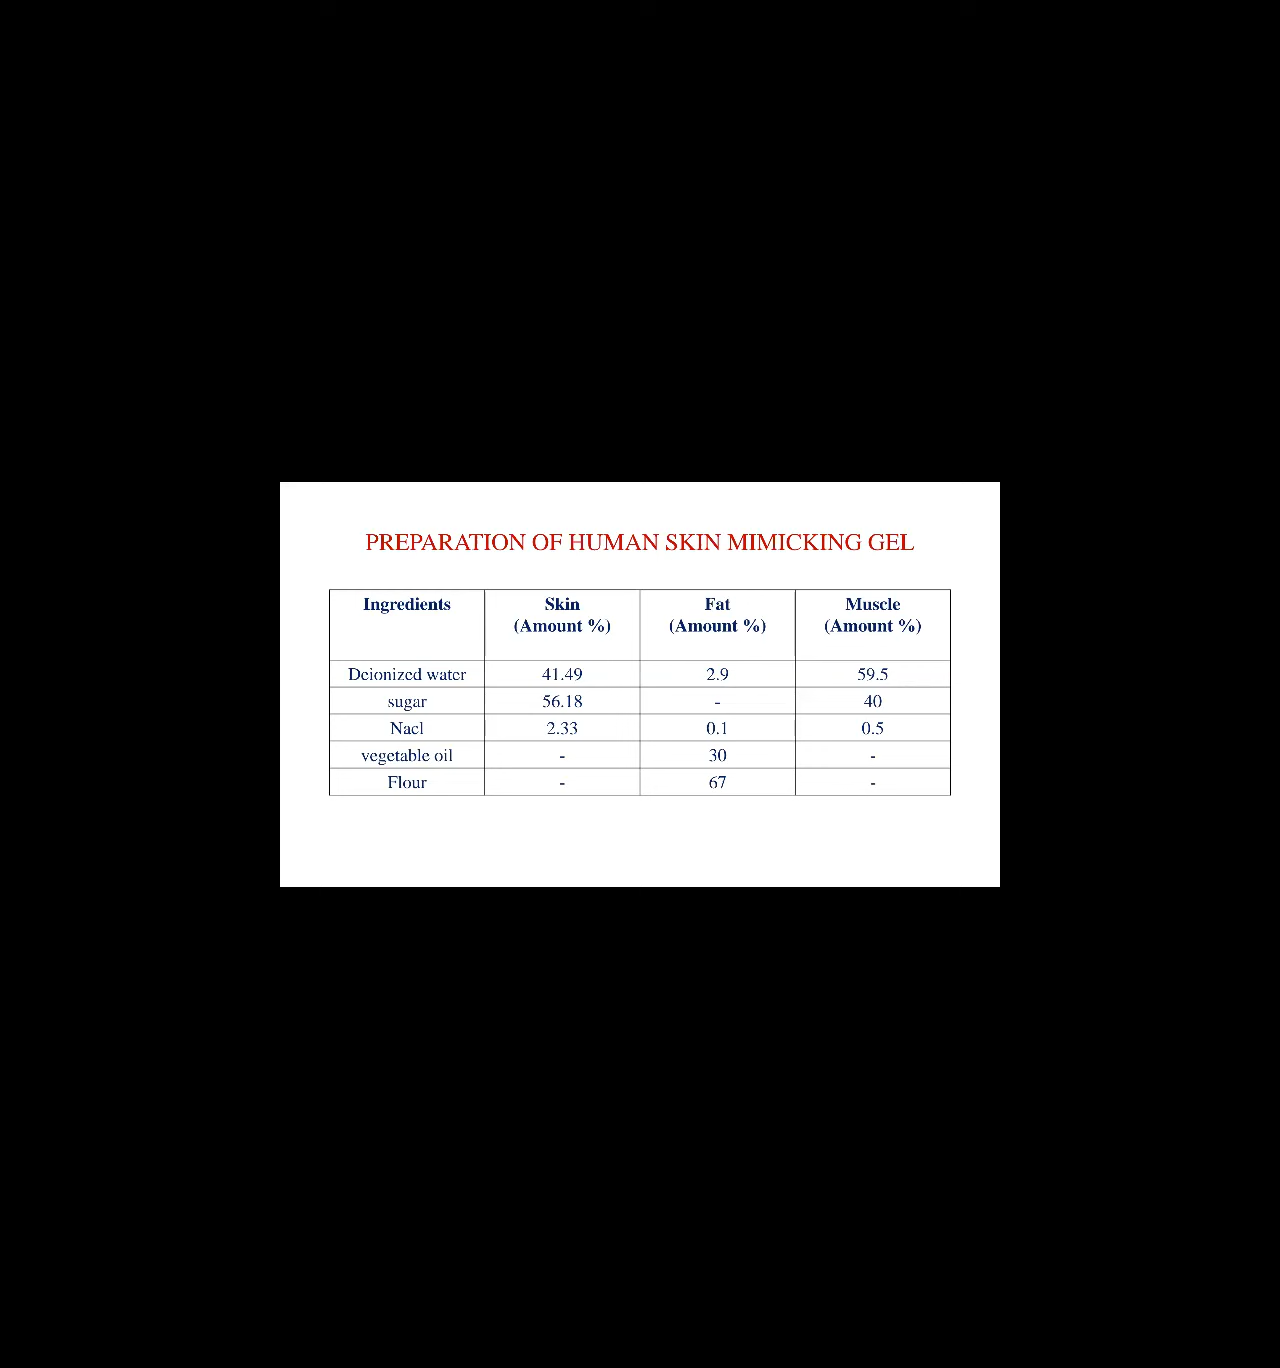 PREPARATION OF HUMAN SKIN MIMICKING GEL
Ingredients Skin (Amount %) Fat (Amount %) Muscle (Amount %)
Deionized water 41.49 2.9 59.5
sugar 56.18 - 40
Nacl 2.33 0.1 0.5
vegetable oil - 30 -
Flour - 67 -